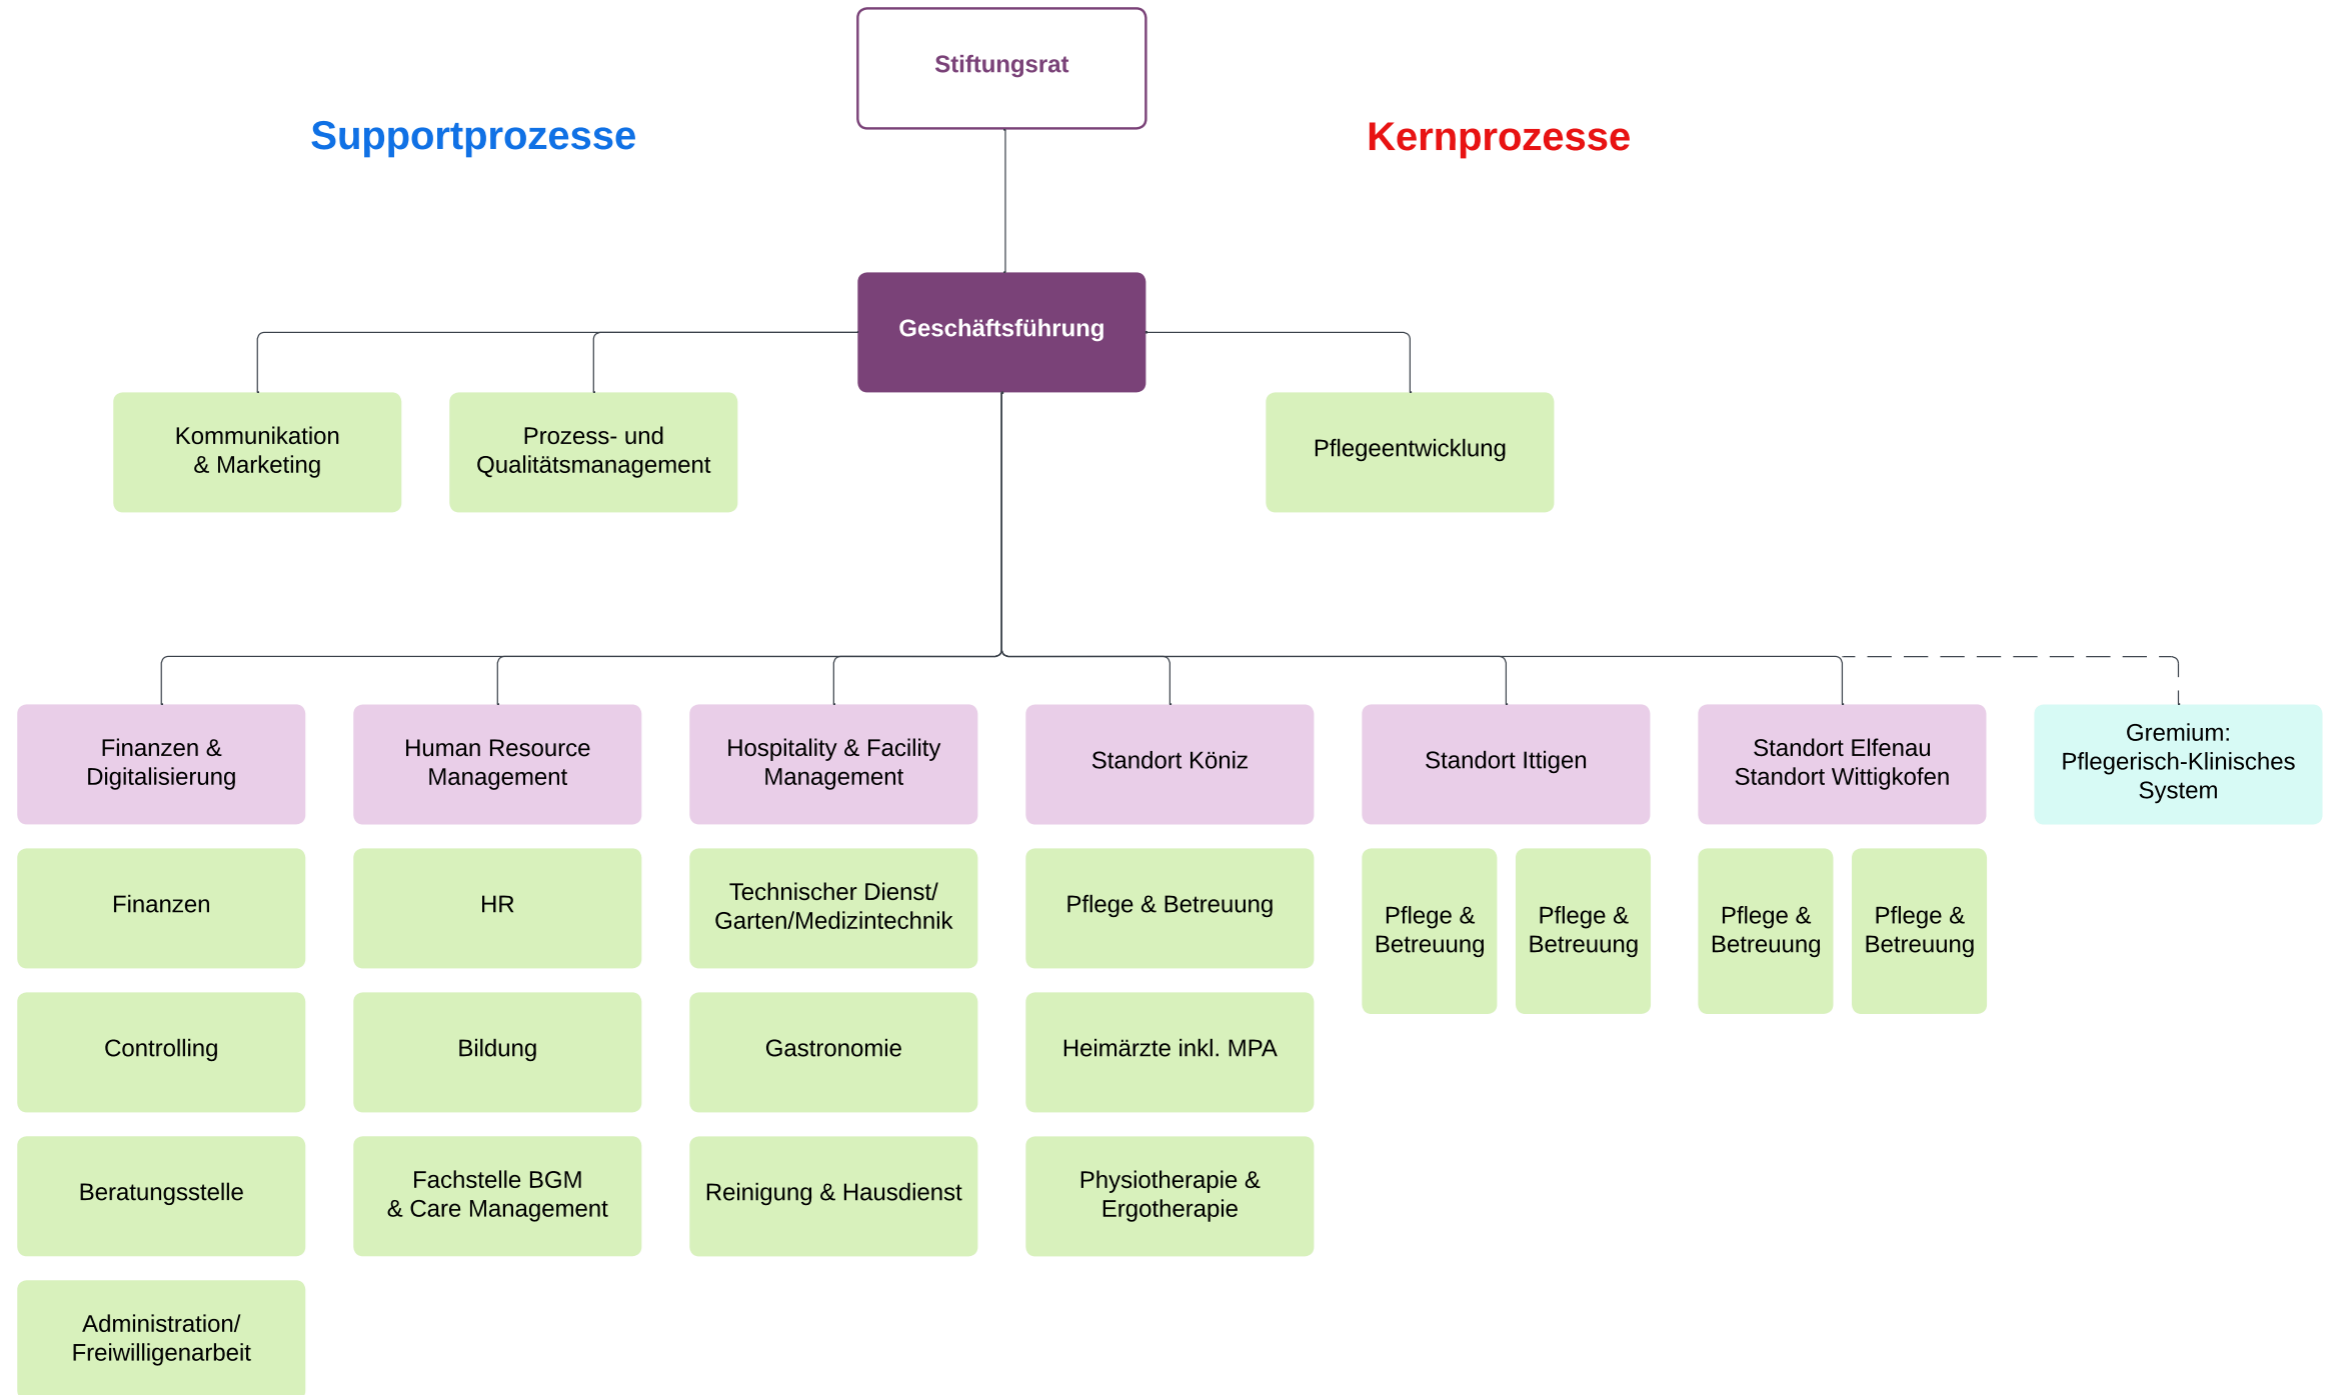 Stiftungsrat
Supportprozesse
Kernprozesse
Geschäftsführung
Kommunikation
& Marketing
Prozess- und
Qualitätsmanagement
Pflegeentwicklung
Finanzen &
Digitalisierung
Human Resource
Management
Hospitality & Facility
Management
Standort Köniz
Standort Ittigen
Standort Elfenau
Standort Wittigkofen
Gremium:
Pflegerisch-Klinisches
System
Finanzen
HR
Technischer Dienst/
Garten/Medizintechnik
Pflege & Betreuung
Pflege &
Betreuung
Pflege &
Betreuung
Pflege &
Betreuung
Pflege &
Betreuung
Controlling
Bildung
Gastronomie
Heimärzte inkl. MPA
Beratungsstelle
Fachstelle BGM
& Care Management
Reinigung & Hausdienst
Physiotherapie &
Ergotherapie
Administration/
Freiwilligenarbeit